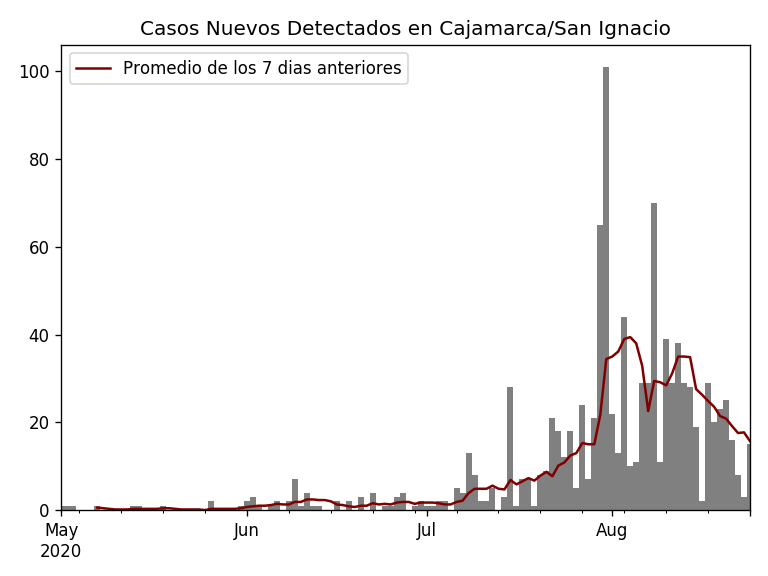 Casos Nuevos Detectados en Cajamarca/San Ignacio
Promedio de los 7 dias anteriores
100
80
60
40
20
0
May Jun Jul Aug
2020